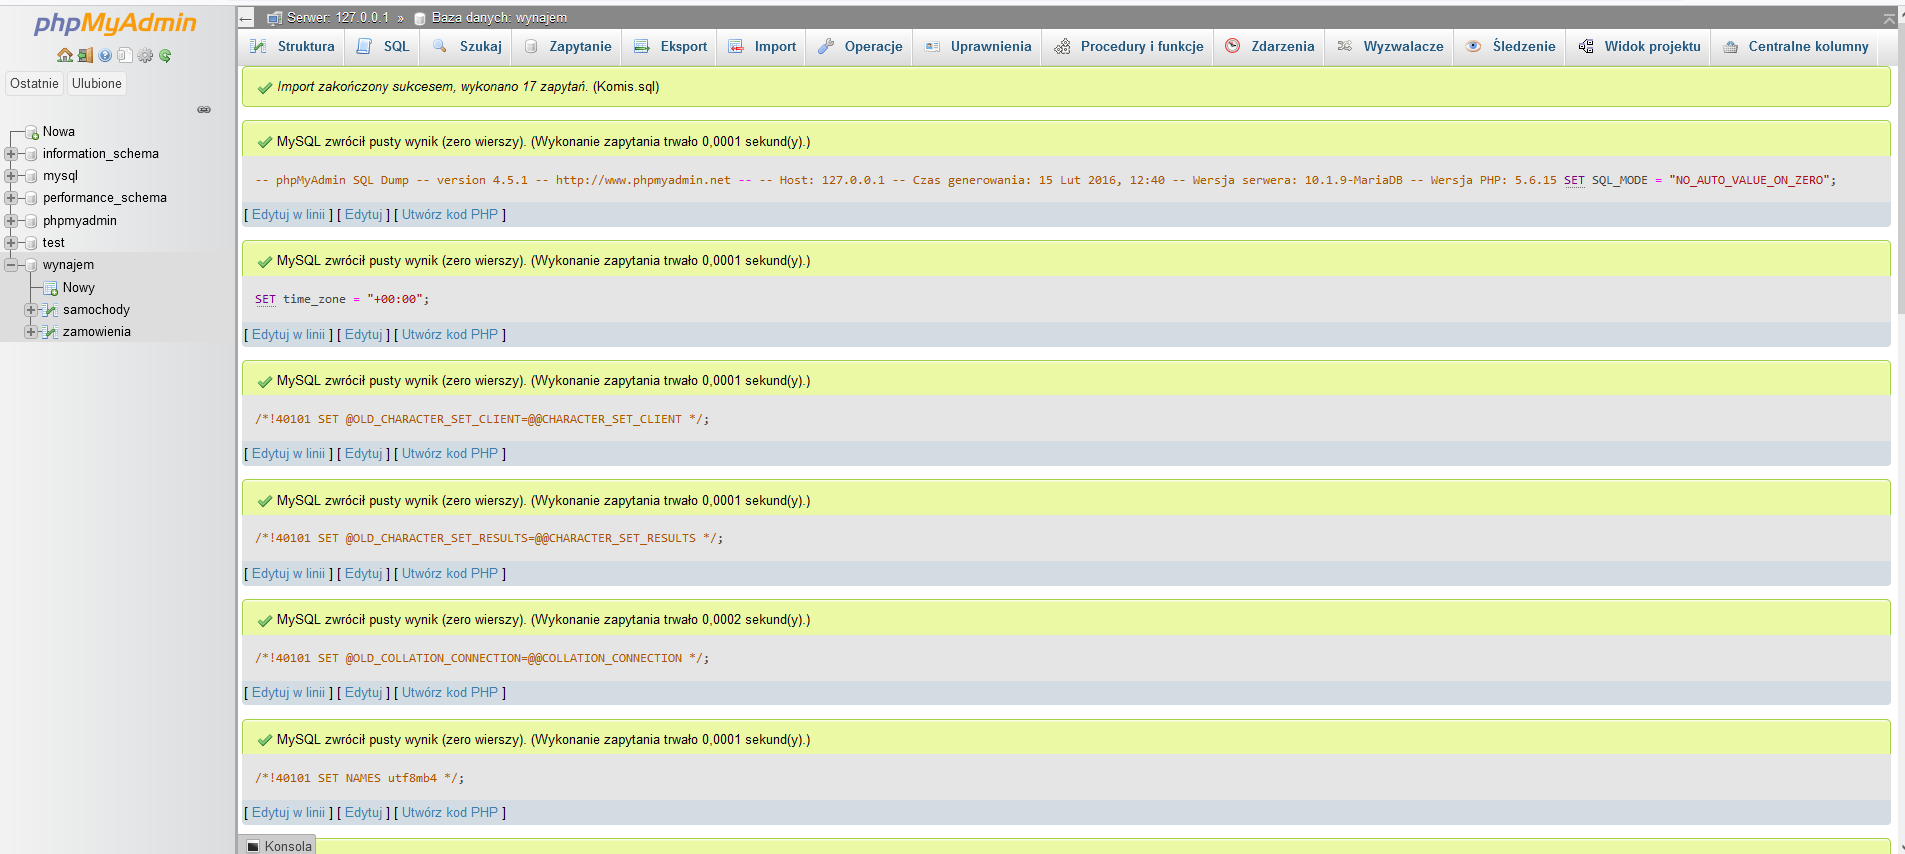 phpMyAdmin
Ostatnie Ulubione
Nowa
information_schema
mysql
performance_schema
phpmyadmin
test
wynajem
Nowy
samochody
zamowienia
Serwer: 127.0.0.1 » Baza danych: wynajem
Struktura SQL Szukaj Zapytanie Eksport Import Operacje Uprawnienia Procedury i funkcje Zdarzenia Wyzwalacze Śledzenie Widok projektu Centralne kolumny
Import zakończony sukcesem, wykonano 17 zapytań. (Komis.sql)
MySQL zwrócił pusty wynik (zero wierszy). (Wykonanie zapytania trwało 0,0001 sekund(y).)
-- phpMyAdmin SQL Dump -- version 4.5.1 -- http://www.phpmyadmin.net -- -- Host: 127.0.0.1 -- Czas generowania: 15 Lut 2016, 12:40 -- Wersja serwera: 10.1.9-MariaDB -- Wersja PHP: 5.6.15 SET SQL_MODE = "NO_AUTO_VALUE_ON_ZERO";
[ Edytuj w linii ] [ Edytuj ] [ Utwórz kod PHP ]
MySQL zwrócił pusty wynik (zero wierszy). (Wykonanie zapytania trwało 0,0001 sekund(y).)
SET time_zone = "+00:00";
[ Edytuj w linii ] [ Edytuj ] [ Utwórz kod PHP ]
MySQL zwrócił pusty wynik (zero wierszy). (Wykonanie zapytania trwało 0,0001 sekund(y).)
/*!40101 SET @OLD_CHARACTER_SET_CLIENT=@@CHARACTER_SET_CLIENT */;
[ Edytuj w linii ] [ Edytuj ] [ Utwórz kod PHP ]
MySQL zwrócił pusty wynik (zero wierszy). (Wykonanie zapytania trwało 0,0001 sekund(y).)
/*!40101 SET @OLD_CHARACTER_SET_RESULTS=@@CHARACTER_SET_RESULTS */;
[ Edytuj w linii ] [ Edytuj ] [ Utwórz kod PHP ]
MySQL zwrócił pusty wynik (zero wierszy). (Wykonanie zapytania trwało 0,0002 sekund(y).)
/*!40101 SET @OLD_COLLATION_CONNECTION=@@COLLATION_CONNECTION */;
[ Edytuj w linii ] [ Edytuj ] [ Utwórz kod PHP ]
MySQL zwrócił pusty wynik (zero wierszy). (Wykonanie zapytania trwało 0,0001 sekund(y).)
/*!40101 SET NAMES utf8mb4 */;
[ Edytuj w linii ] [ Edytuj ] [ Utwórz kod PHP ]
Konsola